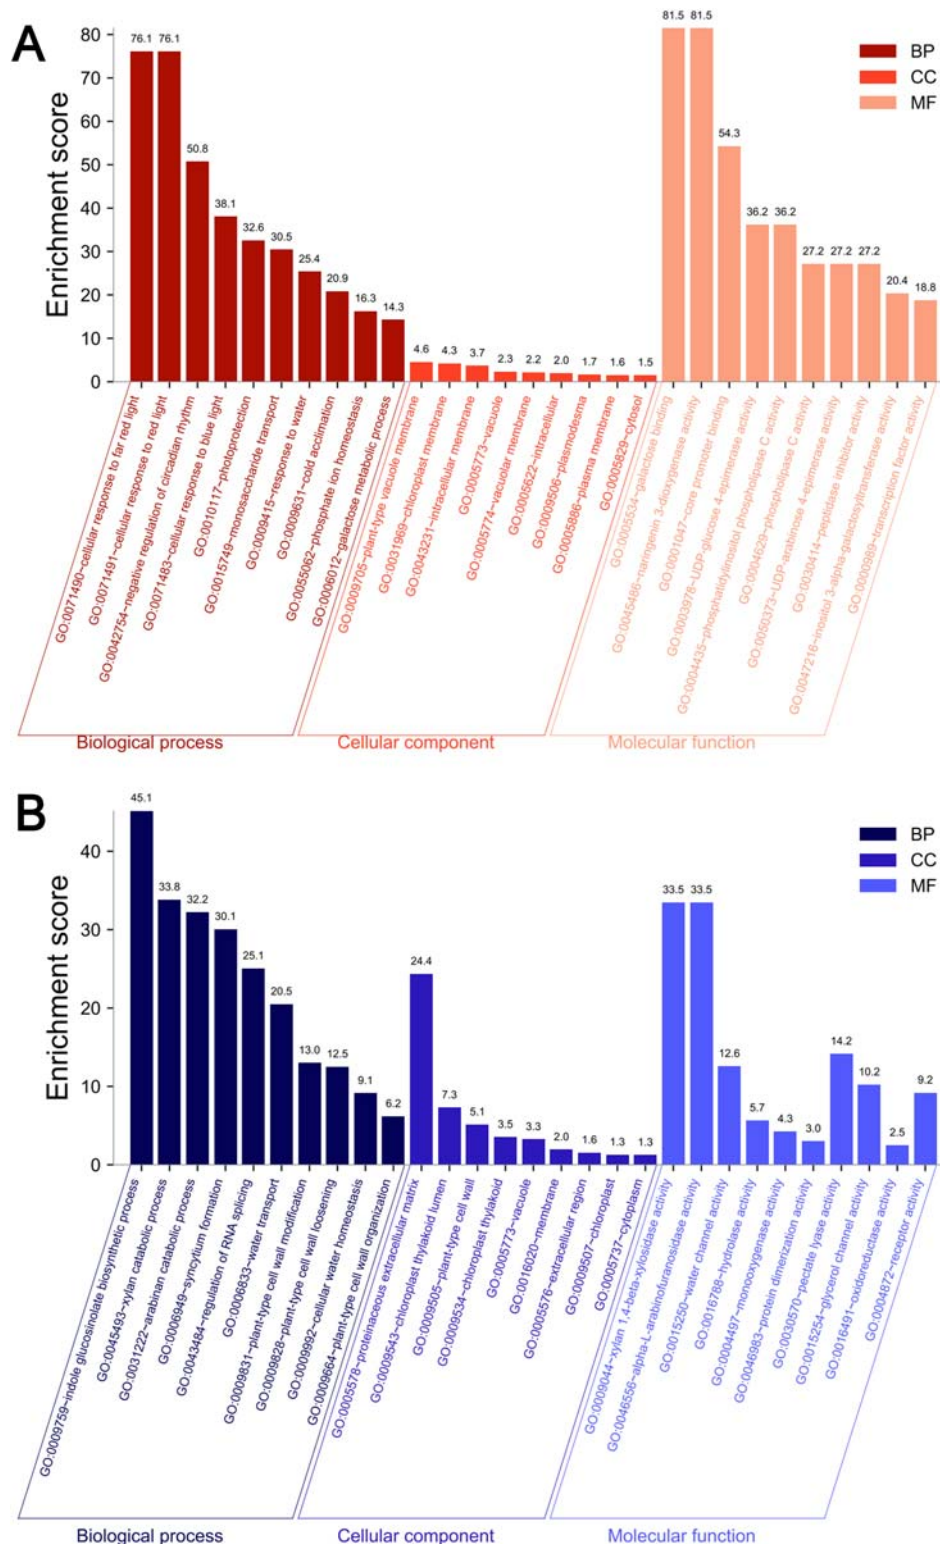 A
Enrichment score
80
70
60
50
40
30
20
10
0
76.1
76.1
50.8
38.1
32.6
30.5
25.4
20.9
16.3
14.3
4.6
4.3
3.7
2.3
2.2
2.0
1.7
1.6
1.5
81.5
81.5
54.3
36.2
36.2
27.2
27.2
27.2
20.4
18.8
BP
CC
MF
GO:0071490~cellular response to far red light
GO:0071491~cellular response to red light
GO:0042754~negative regulation of circadian rhythm
GO:0071483~cellular response to blue light
GO:0010117~photoprotection
GO:0015749~monosaccharide transport
GO:0009415~response to water
GO:0009631~cold acclimation
GO:0055062~phosphate ion homeostasis
GO:0006012~galactose metabolic process
GO:0009705~plant-type vacuole membrane
GO:0031969~chloroplast membrane
GO:0043231~intracellular membrane
GO:0005773~vacuole
GO:0005774~vacuolar membrane
GO:0005622~intracellular
GO:0009506~plasmodesma
GO:0005886~plasma membrane
GO:0005829~cytosol
GO:0005534~galactose binding
GO:0045486~naringenin 3-dioxygenase activity
GO:0001047~core promoter binding
GO:0003978~UDP-glucose 4-epimerase activity
GO:0004435~phosphatidylinositol phospholipase C activity
GO:0004629~phospholipase C activity
GO:0050373~UDP-arabinose 4-epimerase activity
GO:0030414~peptidase inhibitor activity
GO:0047216~inositol 3-alpha-galactosyltransferase activity
GO:0000989~transcription factor activity
Biological process
Cellular component
Molecular function
B
Enrichment score
40
30
20
10
0
45.1
33.8
32.2
30.1
25.1
20.5
13.0
12.5
9.1
6.2
24.4
7.3
5.1
3.5
3.3
2.0
1.6
1.3
1.3
33.5
33.5
12.6
5.7
4.3
3.0
14.2
10.2
2.5
9.2
BP
CC
MF
GO:0009759~indole glucosinolate biosynthetic process
GO:0045493~xylan catabolic process
GO:0031222~arabinan catabolic process
GO:0006949~syncytium formation
GO:0043484~regulation of RNA splicing
GO:0006833~water transport
GO:0009831~plant-type cell wall modification
GO:0009828~plant-type cell wall loosening
GO:0009992~cellular water homeostasis
GO:0009664~plant-type cell wall organization
GO:0005578~proteinaceous extracellular matrix
GO:0009543~chloroplast thylakoid lumen
GO:0009505~plant-type cell wall
GO:0009534~chloroplast thylakoid
GO:0005773~vacuole
GO:0016020~membrane
GO:0005576~extracellular region
GO:0009507~chloroplast
GO:0005737~cytoplasm
GO:0009044~xylan 1,4-beta-xylosidase activity
GO:0046556~alpha-L-arabinofuranosidase activity
GO:0015250~water channel activity
GO:0016788~hydrolase activity
GO:0004497~monooxygenase activity
GO:0046983~protein dimerization activity
GO:0030570~pectate lyase activity
GO:0015254~glycerol channel activity
GO:0016491~oxidoreductase activity
GO:0004872~receptor activity
Biological process
Cellular component
Molecular function